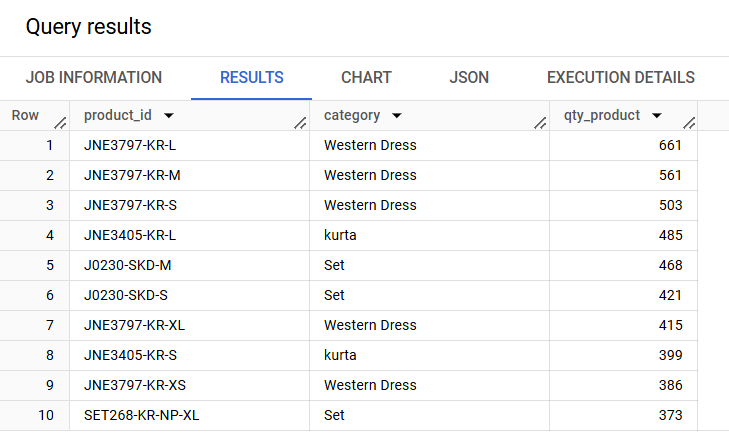 Query results
JOB INFORMATION RESULTS CHART JSON EXECUTION DETAILS
Row product_id category qty_product
1 JNE3797-KR-L Western Dress 661
2 JNE3797-KR-M Western Dress 561
3 JNE3797-KR-S Western Dress 503
4 JNE3405-KR-L kurta 485
5 J0230-SKD-M Set 468
6 J0230-SKD-S Set 421
7 JNE3797-KR-XL Western Dress 415
8 JNE3405-KR-S kurta 399
9 JNE3797-KR-XS Western Dress 386
10 SET268-KR-NP-XL Set 373